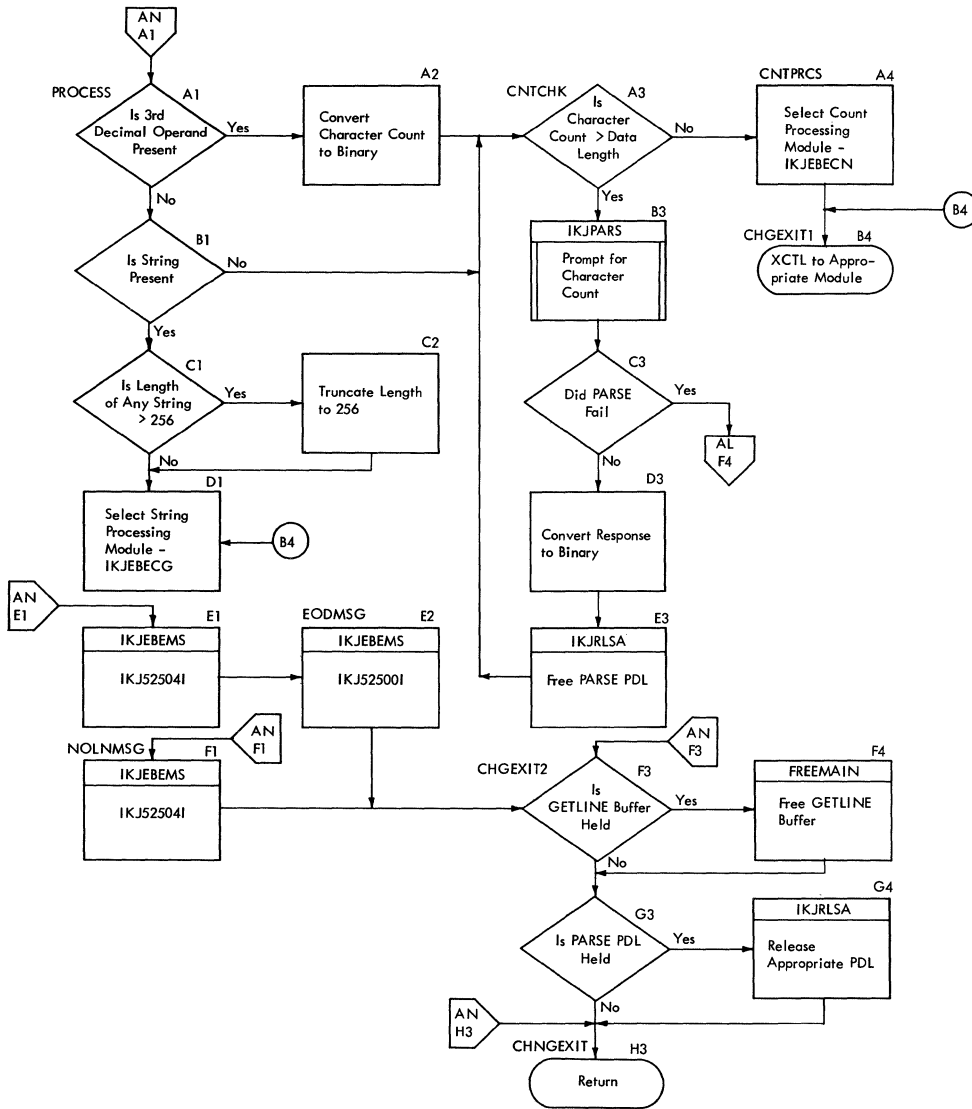 AN
A1
PROCESS
A1
Is 3rd
Decimal Operand
Present
Yes
No
A2
Convert
Character Count
to Binary
CNTCHK
A3
Is
Character
Count > Data
Length
No
Yes
CNTPRCS
A4
Select Count
Processing
Module -
IKJEBECN
B4
CHGEXIT1
B4
XCTL to Appro-
priate Module
B1
Is String
Present
No
Yes
B3
IKJPARS
Prompt for
Character
Count
C1
Is Length
of Any String
> 256
Yes
No
C2
Truncate Length
to 256
C3
Did PARSE
Fail
Yes
No
AL
F4
D1
Select String
Processing
Module -
IKJEBECG
B4
D3
Convert Response
to Binary
AN
E1
E1
IKJEBEMS
IKJ52504I
EODMSG
E2
IKJEBEMS
IKJ52500I
E3
IKJRLSA
Free PARSE PDL
AN
F1
NOLNMSG
F1
IKJEBEMS
IKJ52504I
AN
F3
CHGEXIT2
F3
Is
GETLINE Buffer
Held
Yes
No
F4
FREEMAIN
Free GETLINE
Buffer
G3
Is PARSE PDL
Held
Yes
No
G4
IKJRLSA
Release
Appropriate PDL
AN
H3
CHNGEXIT
H3
Return